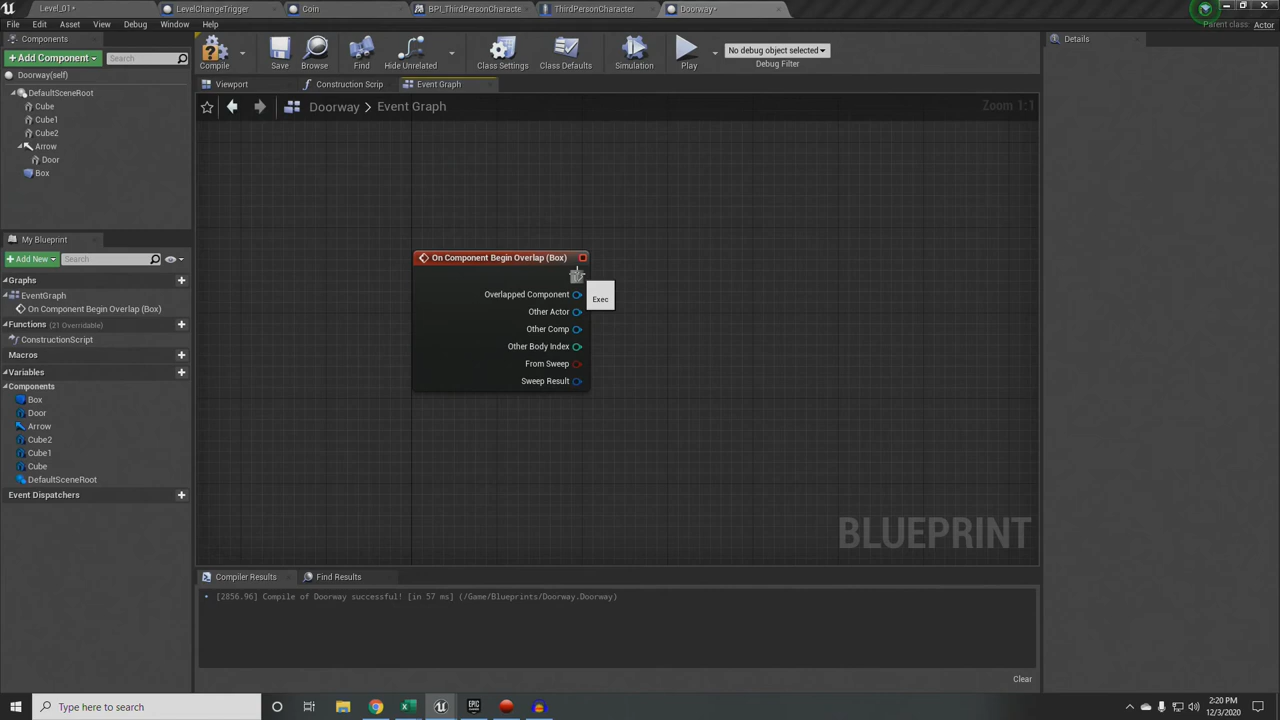 Level_01*
LevelChangeTrigger
Coin
BPI_ThirdPersonCharacte
ThirdPersonCharacter
Doorway*
File
Edit
Asset
View
Debug
Window
Help
Parent class: Actor
Components
Details
+ Add Component
Search
Compile
Save
Browse
Find
Hide Unrelated
Class Settings
Class Defaults
Simulation
Play
No debug object selected
Debug Filter
Doorway(self)
DefaultSceneRoot
Cube
Cube1
Cube2
Arrow
Door
Box
Viewport
Construction Scrip
Event Graph
Doorway > Event Graph
Zoom 1:1
On Component Begin Overlap (Box)
Overlapped Component
Other Actor
Other Comp
Other Body Index
From Sweep
Sweep Result
Exec
BLUEPRINT
My Blueprint
+ Add New
Search
Graphs
EventGraph
On Component Begin Overlap (Box)
Functions (21 Overridable)
ConstructionScript
Macros
Variables
Components
Box
Door
Arrow
Cube2
Cube1
Cube
DefaultSceneRoot
Event Dispatchers
Compiler Results
Find Results
[2856.96] Compile of Doorway successful! [in 57 ms] (/Game/Blueprints/Doorway.Doorway)
Clear
Type here to search
EPIC
2:20 PM
12/3/2020